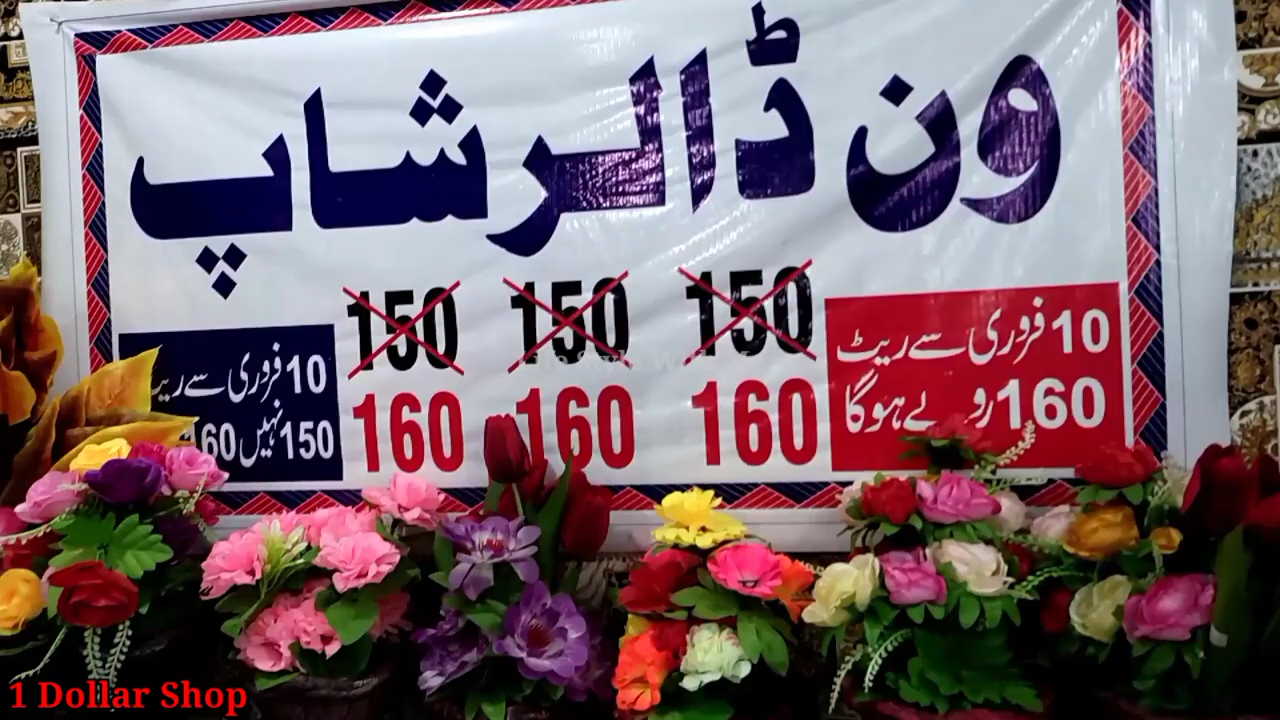 ون ڈالر شاپ
150 150 150
160 160 160
10 فروری سے ریٹ
160 روپے ہوگا
10 فروری سے ریٹ
150 نہیں 160
1 Dollar Shop